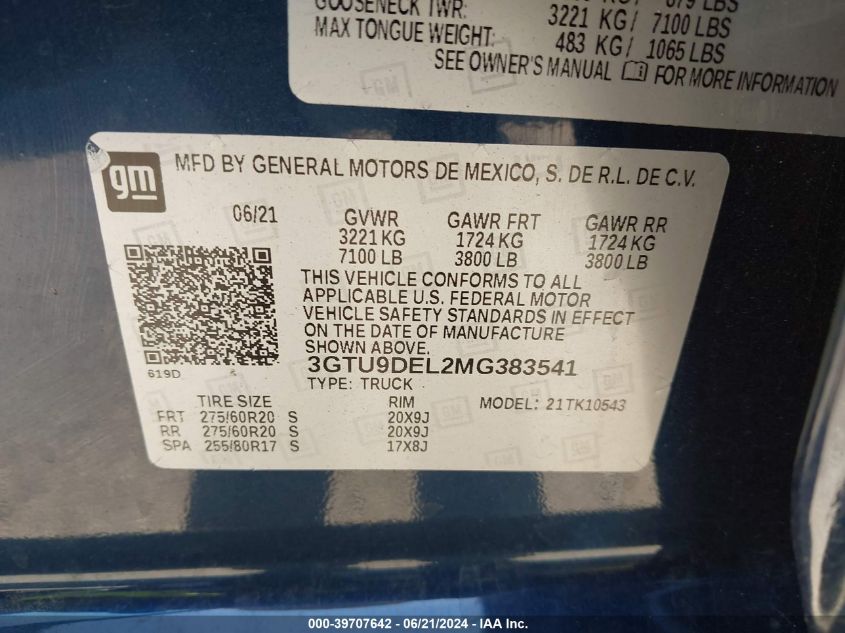 GOOSENECK TWR:
3221 KG/ 7100 LBS
MAX TONGUE WEIGHT: 483 KG/ 1065 LBS
SEE OWNER'S MANUAL FOR MORE INFORMATION
gm MFD BY GENERAL MOTORS DE MEXICO, S. DE R.L. DE C.V.
06/21 GVWR GAWR FRT GAWR RR
3221 KG 1724 KG 1724 KG
7100 LB 3800 LB 3800 LB
THIS VEHICLE CONFORMS TO ALL
APPLICABLE U.S. FEDERAL MOTOR
VEHICLE SAFETY STANDARDS IN EFFECT
ON THE DATE OF MANUFACTURE
SHOWN ABOVE.
619D 3GTU9DEL2MG383541
TYPE: TRUCK
TIRE SIZE RIM MODEL: 21TK10543
FRT 275/60R20 S 20X9J
RR 275/60R20 S 20X9J
SPA 255/80R17 S 17X8J
000-39707642 - 06/21/2024 - IAA Inc.